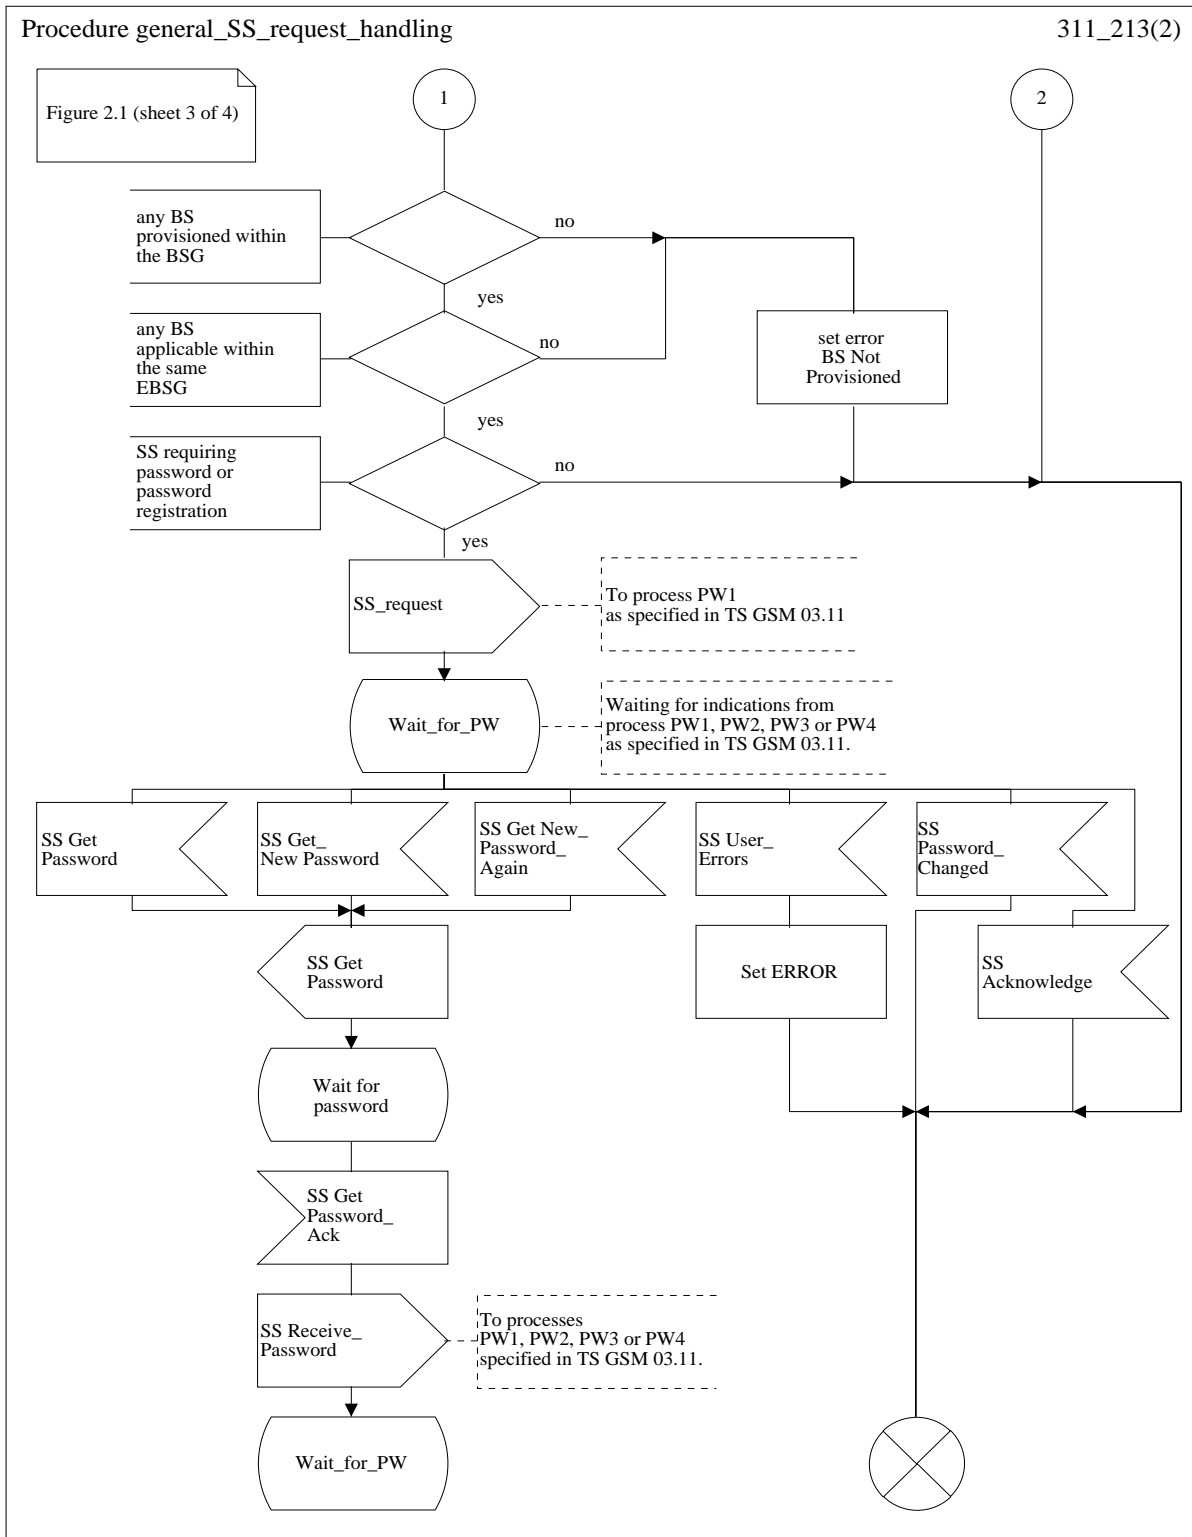 Procedure general_SS_request_handling
311_213(2)
Figure 2.1 (sheet 3 of 4)
1
2
any BS
provisioned within
the BSG
no
yes
any BS
applicable within
the same
EBSG
no
set error
BS Not
Provisioned
yes
SS requiring
password or
password
registration
no
yes
SS_request
To process PW1
as specified in TS GSM 03.11
Wait_for_PW
Waiting for indications from
process PW1, PW2, PW3 or PW4
as specified in TS GSM 03.11.
SS Get
Password
SS Get_
New Password
SS Get New_
Password_
Again
SS User_
Errors
SS
Password_
Changed
SS Get
Password
Set ERROR
SS
Acknowledge
Wait for
password
SS Get
Password_
Ack
SS Receive_
Password
To processes
PW1, PW2, PW3 or PW4
specified in TS GSM 03.11.
Wait_for_PW